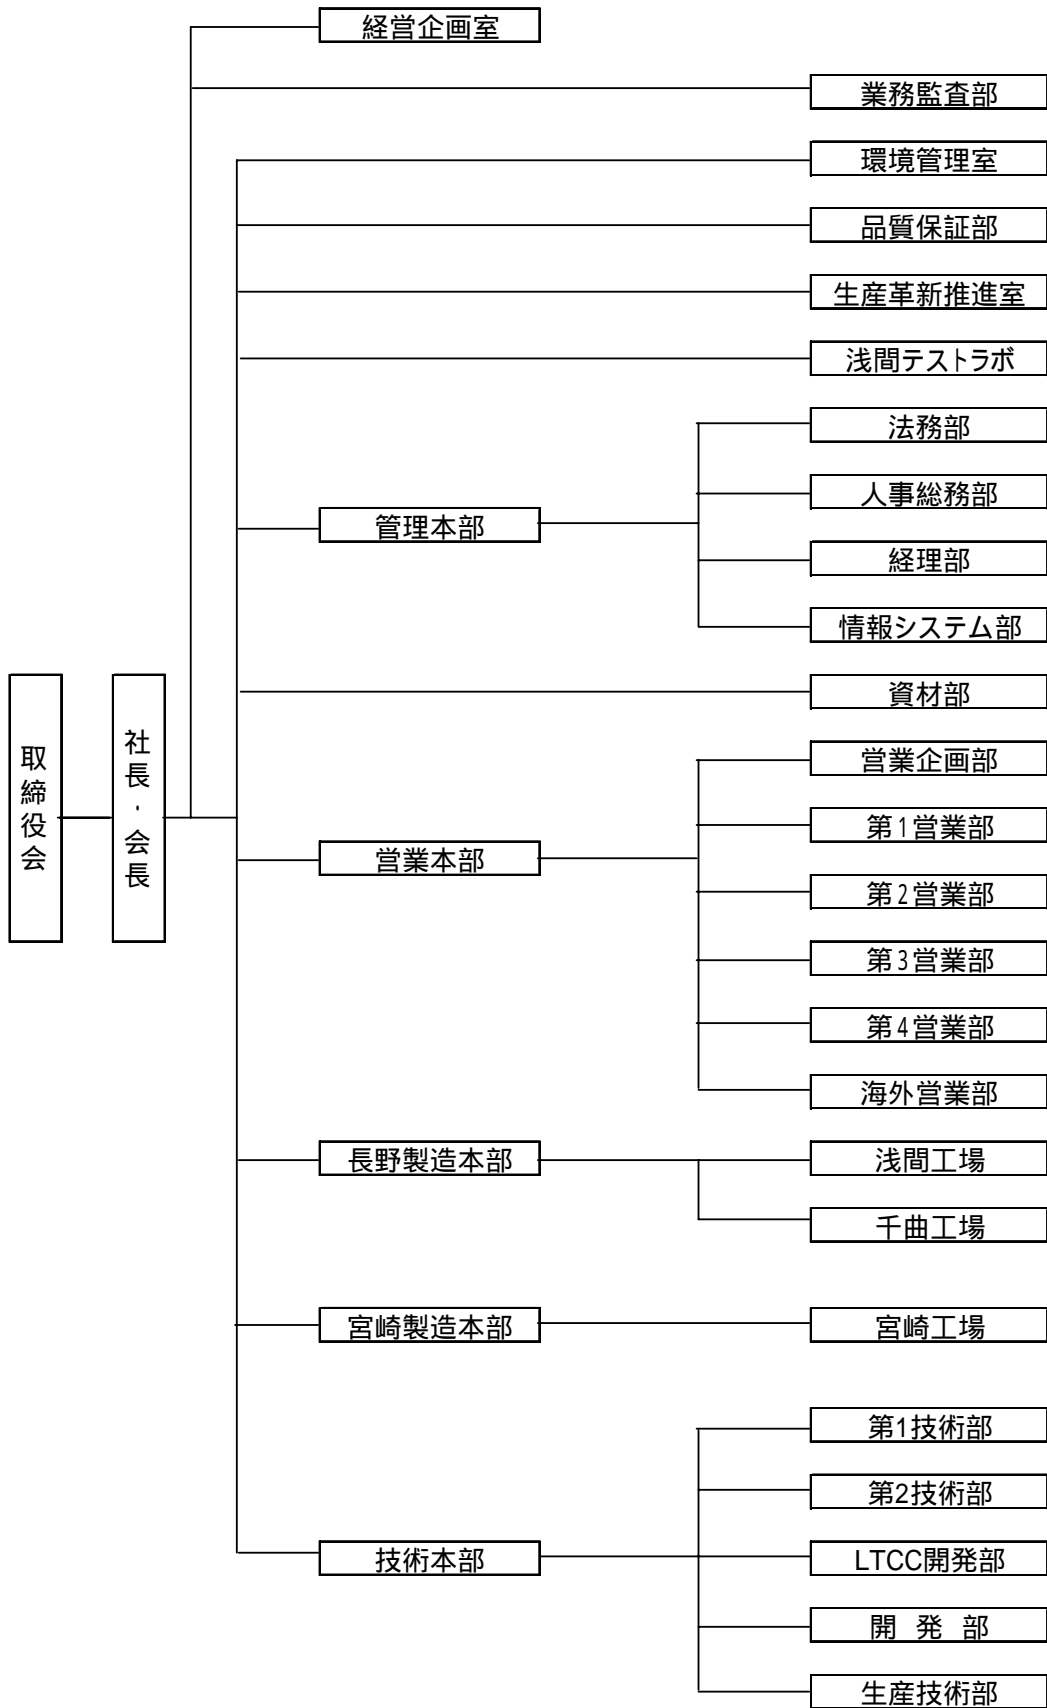 経営企画室
業務監査部
環境管理室
品質保証部
生産革新推進室
浅間テストラボ
法務部
人事総務部
管理本部
経理部
情報システム部
資材部
取締役会
社長・会長
営業企画部
第1営業部
営業本部
第2営業部
第3営業部
第4営業部
海外営業部
長野製造本部
浅間工場
千曲工場
宮崎製造本部
宮崎工場
第1技術部
第2技術部
技術本部
LTCC開発部
開 発 部
生産技術部